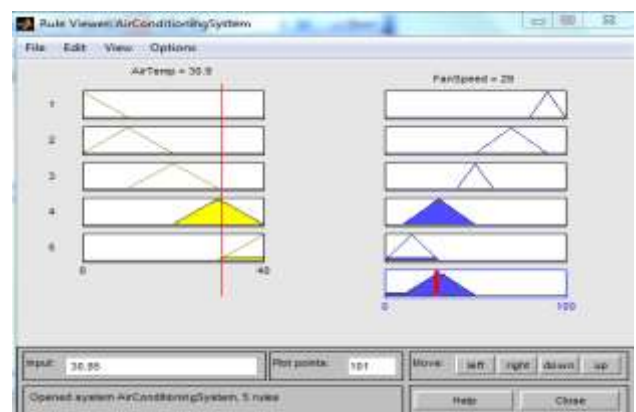 Rule Viewer: AirConditioningSystem
File Edit View Options
AirTemp = 30.9
FanSpeed = 29
1
2
3
4
5
0
40
0
100
Input: 30.95
Plot points: 101
Move: left right down up
Opened system AirConditioningSystem, 5 rules
Help Close